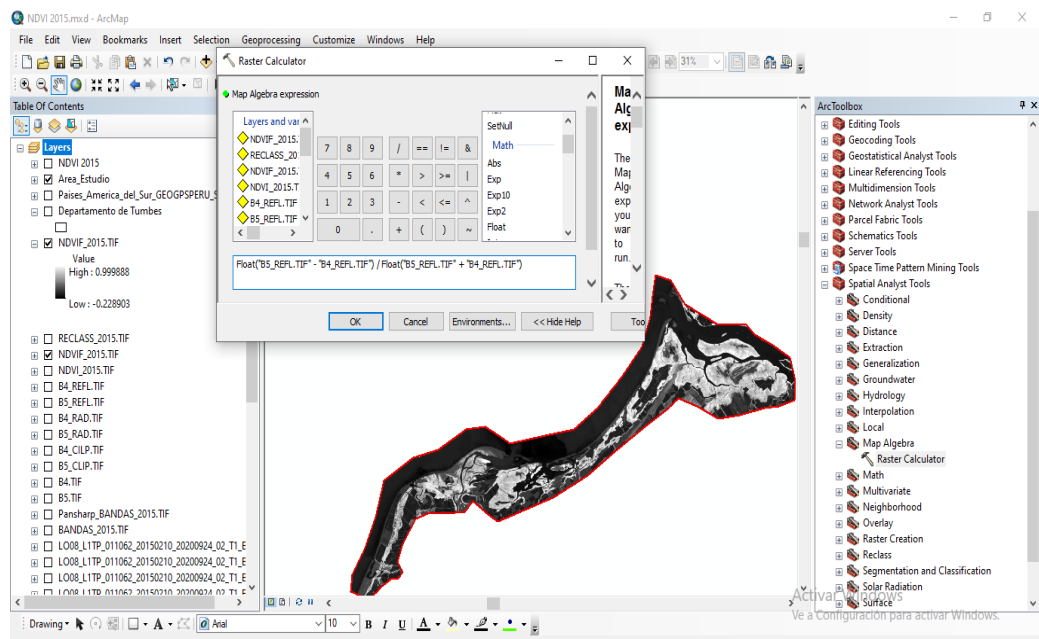 NDVI 2015.mxd - ArcMap
File Edit View Bookmarks Insert Selection Geoprocessing Customize Windows Help
31%
Table Of Contents
Layers
NDVI 2015
Area_Estudio
Paises_America_del_Sur_GEOGPSPERU_S
Departamento de Tumbes
NDVIF_2015.TIF
Value
High : 0.999888
Low : -0.228903
RECLASS_2015.TIF
NDVIF_2015.TIF
NDVI_2015.TIF
B4_REFL.TIF
B5_REFL.TIF
B4_RAD.TIF
B5_RAD.TIF
B4_CILP.TIF
B5_CLIP.TIF
B4.TIF
B5.TIF
Pansharp_BANDAS_2015.TIF
BANDAS_2015.TIF
LO08_L1TP_011062_20150210_20200924_02_T1_E
LO08_L1TP_011062_20150210_20200924_02_T1_E
LO08_L1TP_011062_20150210_20200924_02_T1_E
LO08_L1TP_011062_20150210_20200924_02_T1_E
Raster Calculator
Map Algebra expression
Layers and var
NDVIF_2015.
RECLASS_20
NDVIF_2015.
NDVI_2015.T
B4_REFL.TIF
B5_REFL.TIF
7 8 9 / == != &
4 5 6 * > >= |
1 2 3 - < <= ^
0 . + ( ) ~
SetNull
Math
Abs
Exp
Exp10
Exp2
Float
Float("B5_REFL.TIF" - "B4_REFL.TIF") / Float("B5_REFL.TIF" + "B4_REFL.TIF")
OK Cancel Environments... << Hide Help Too
Ma
Alg
exp
The
Map
Alge
exp
you
war
to
run.
ArcToolbox
Editing Tools
Geocoding Tools
Geostatistical Analyst Tools
Linear Referencing Tools
Multidimension Tools
Network Analyst Tools
Parcel Fabric Tools
Schematics Tools
Server Tools
Space Time Pattern Mining Tools
Spatial Analyst Tools
Conditional
Density
Distance
Extraction
Generalization
Groundwater
Hydrology
Interpolation
Local
Map Algebra
Raster Calculator
Math
Multivariate
Neighborhood
Overlay
Raster Creation
Reclass
Segmentation and Classification
Solar Radiation
Surface
Activar Windows
Ve a Configuración para activar Windows.
Drawing Arial 10 B I U A